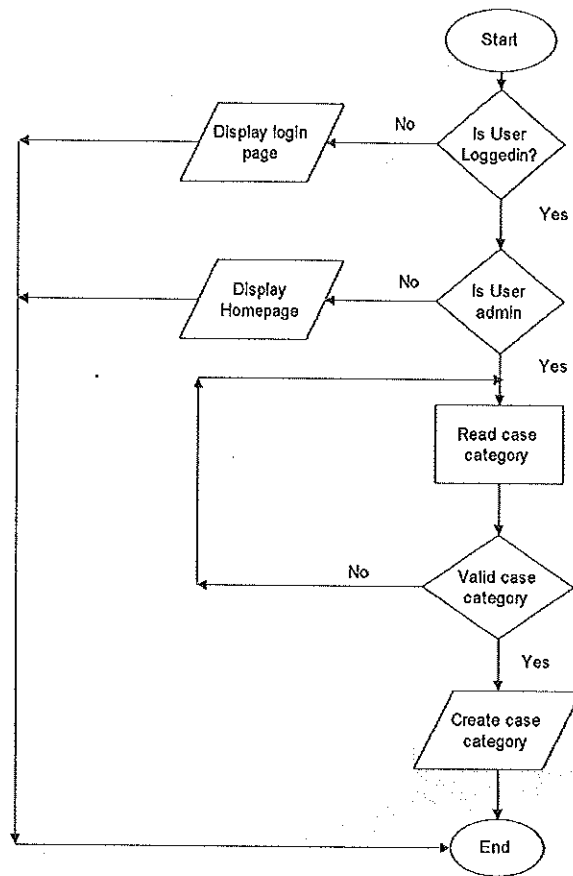 Start
Is User
Loggedin?
No
Display login
page
Yes
Is User
admin
No
Display
Homepage
Yes
Read case
category
Valid case
category
No
Yes
Create case
category
End